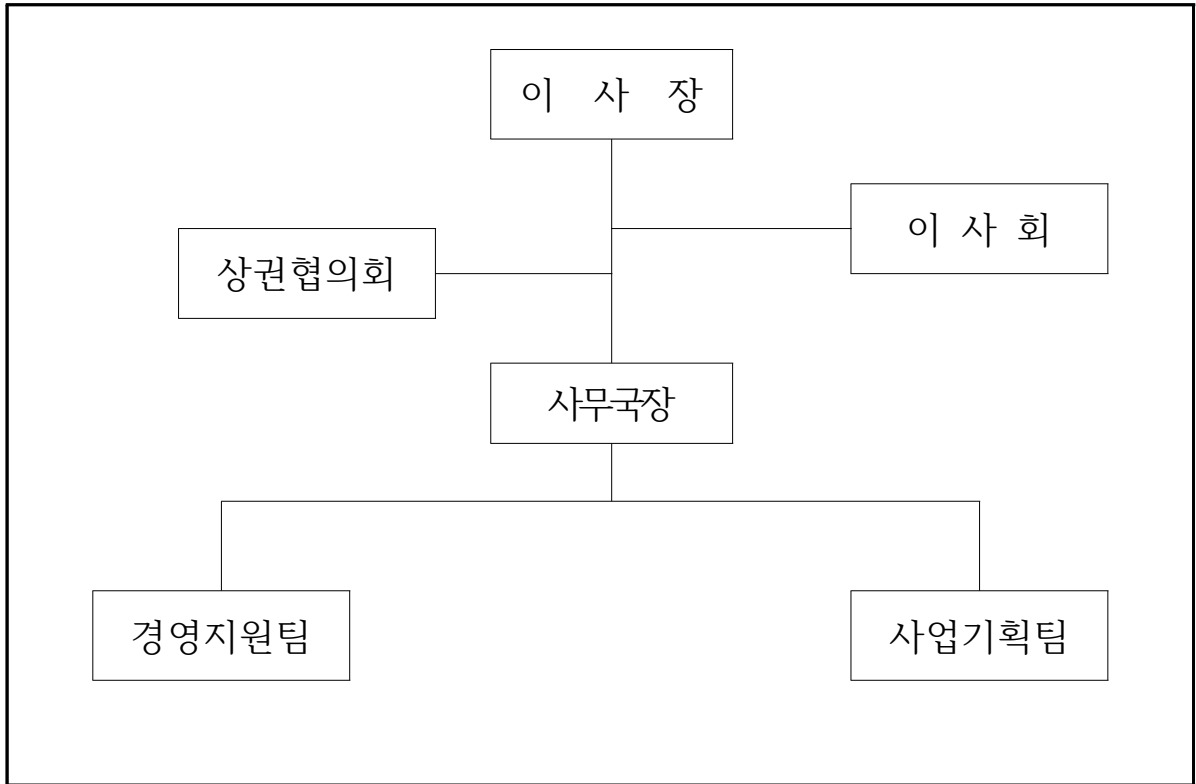 이 사 장
이 사 회
상권협의회
사무국장
경영지원팀
사업기획팀